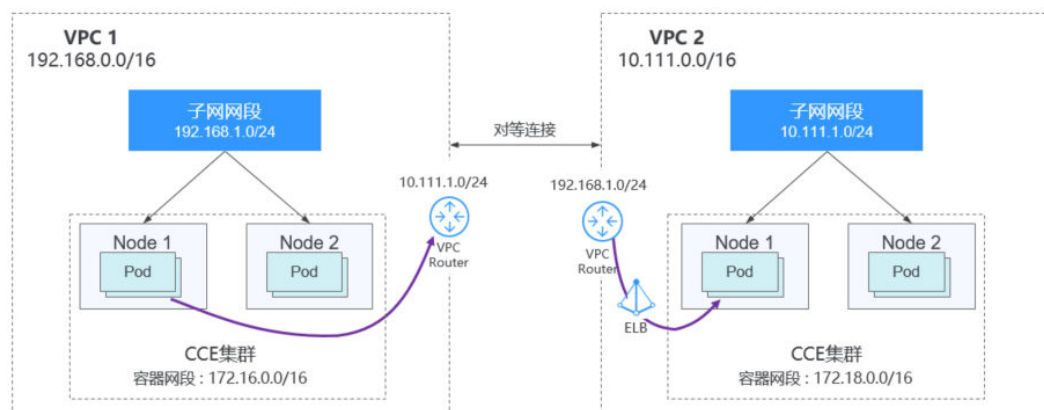 VPC 1
192.168.0.0/16
子网网段
192.168.1.0/24
对等连接
VPC 2
10.111.0.0/16
子网网段
10.111.1.0/24
10.111.1.0/24
VPC
Router
192.168.1.0/24
VPC
Router
ELB
Node 1
Pod
Node 2
Pod
CCE集群
容器网段 : 172.16.0.0/16
Node 1
Pod
Node 2
Pod
CCE集群
容器网段 : 172.18.0.0/16